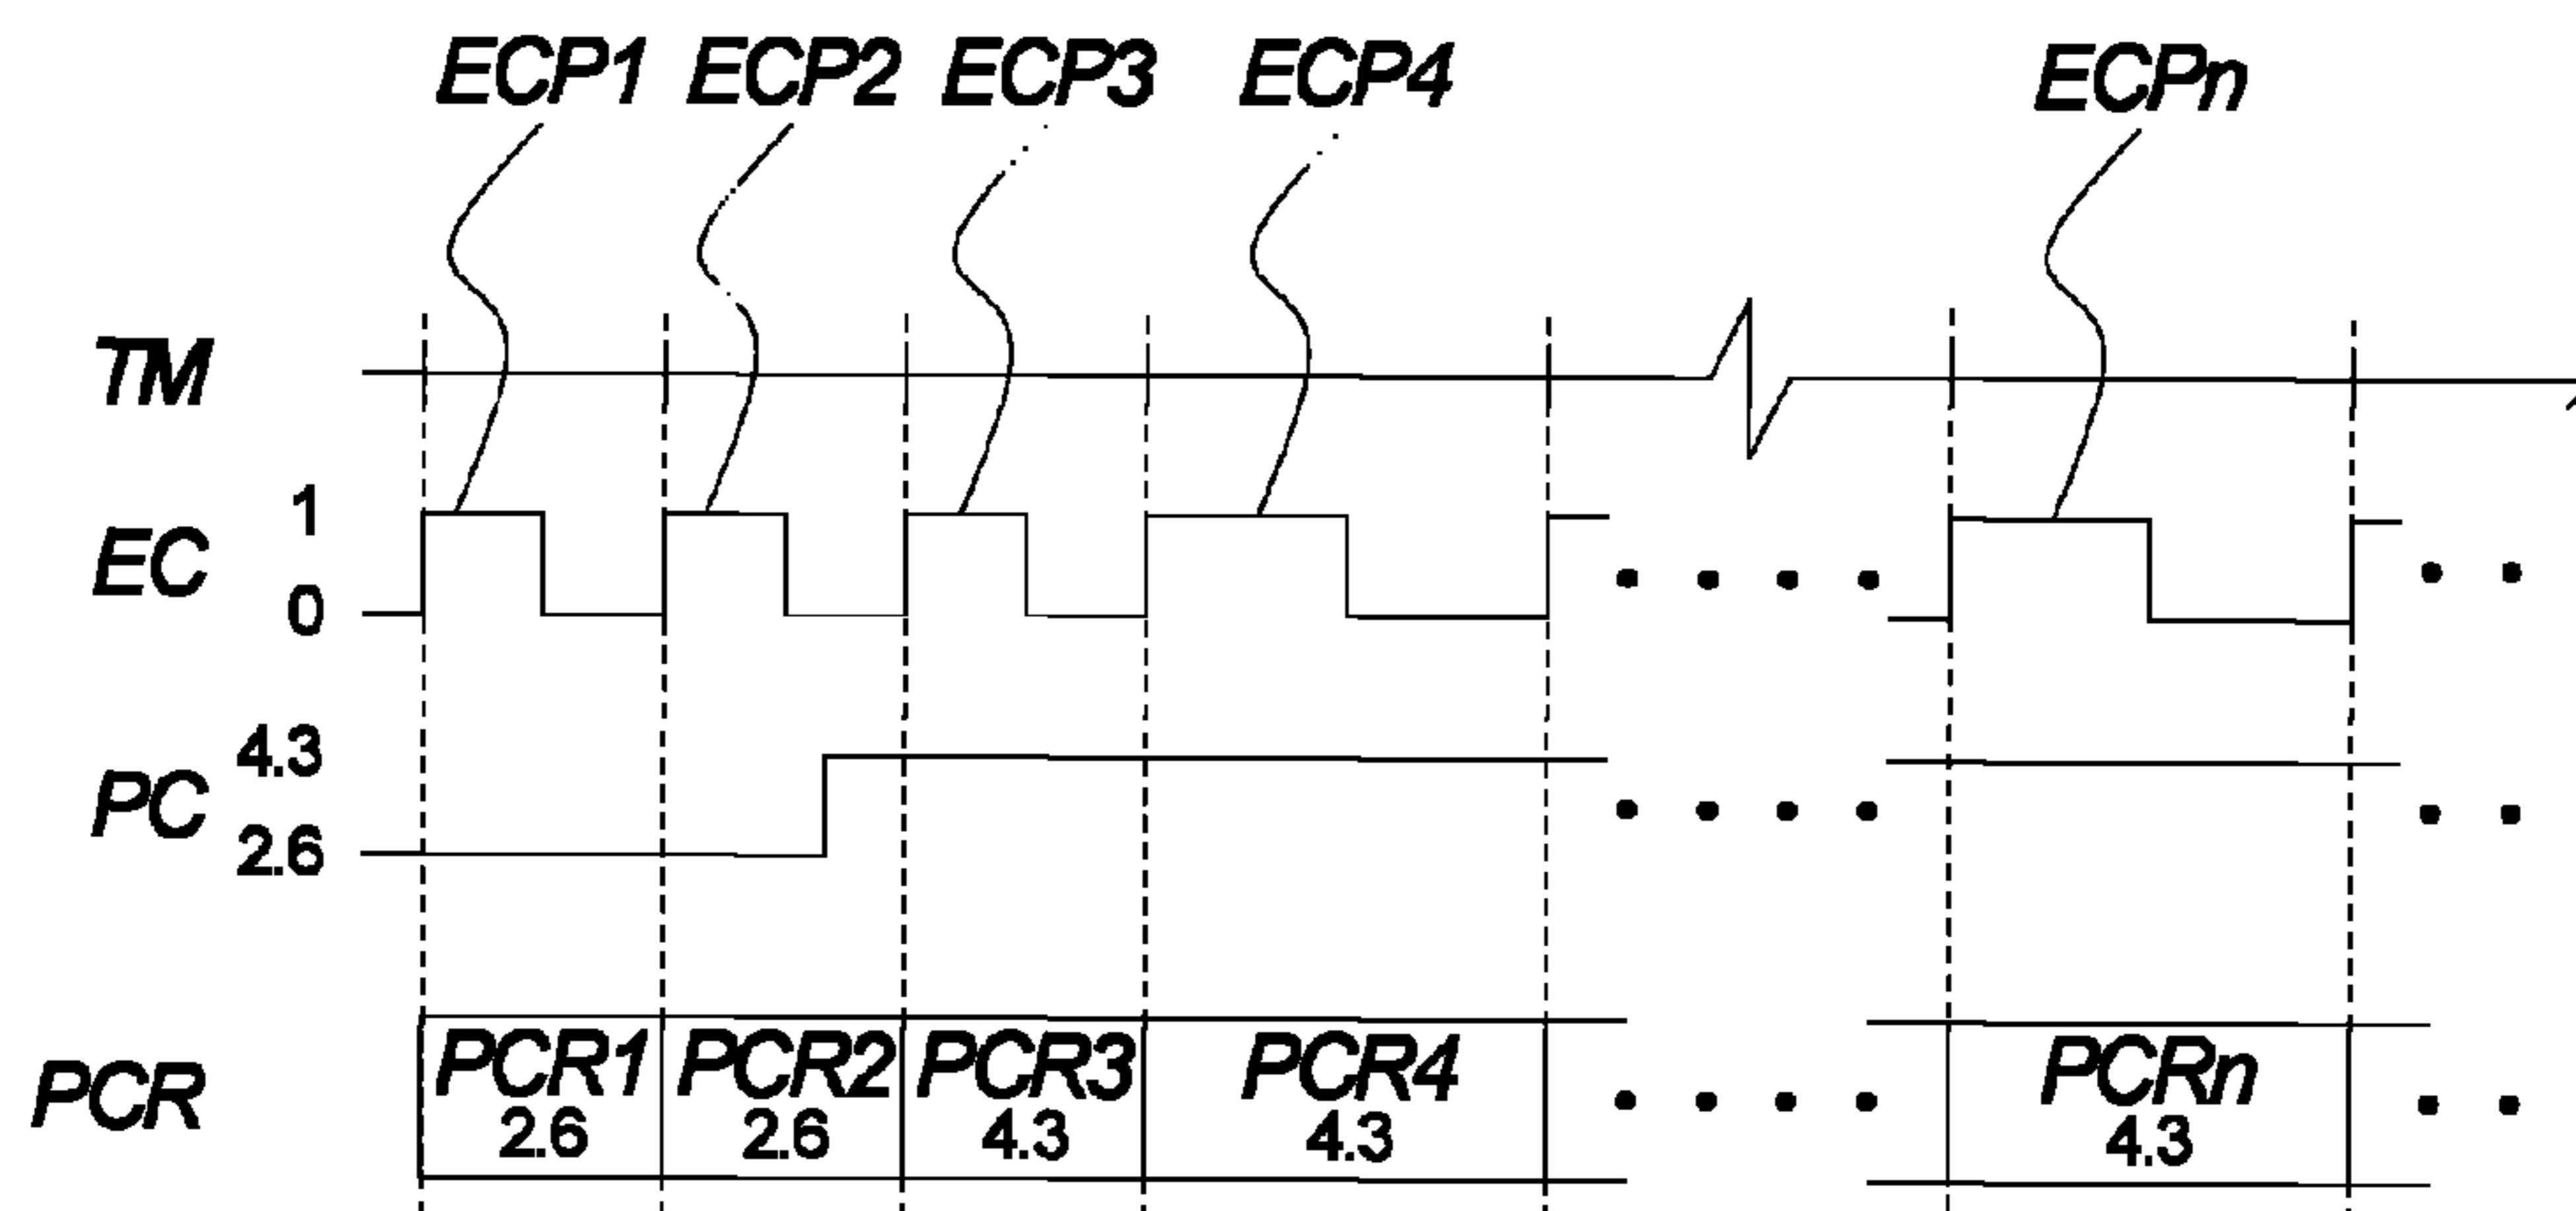 ECP1 ECP2 ECP3 ECP4 ECPn
TM
1
EC
0
4.3
PC
2.6
PCR1 PCR2 PCR3 PCR4 PCRn
PCR
2.6 2.6 4.3 4.3 4.3